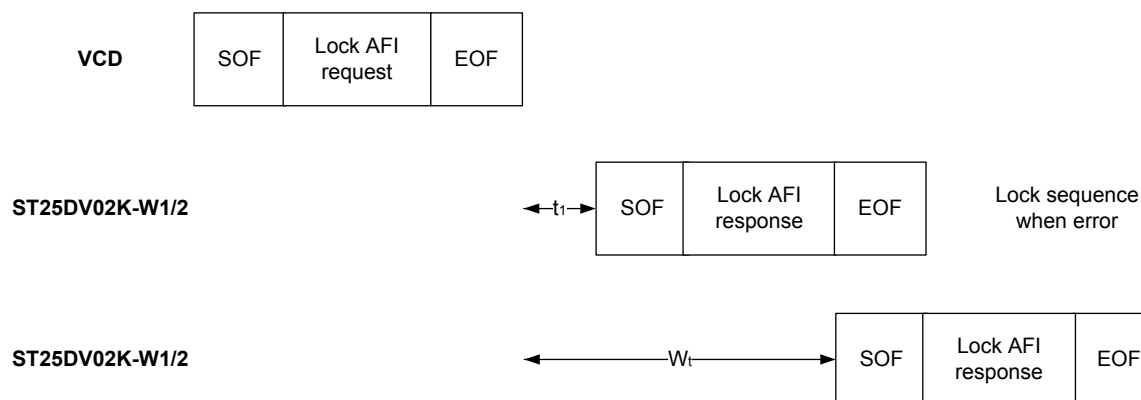 VCD
SOF
Lock AFI
request
EOF
ST25DV02K-W1/2
t1
SOF
Lock AFI
response
EOF
Lock sequence
when error
ST25DV02K-W1/2
Wt
SOF
Lock AFI
response
EOF